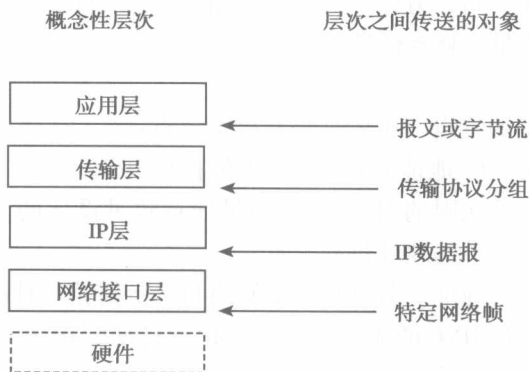 概念性层次 层次之间传送的对象
应用层
报文或字节流
传输层
传输协议分组
IP层
IP数据报
网络接口层
特定网络帧
硬件